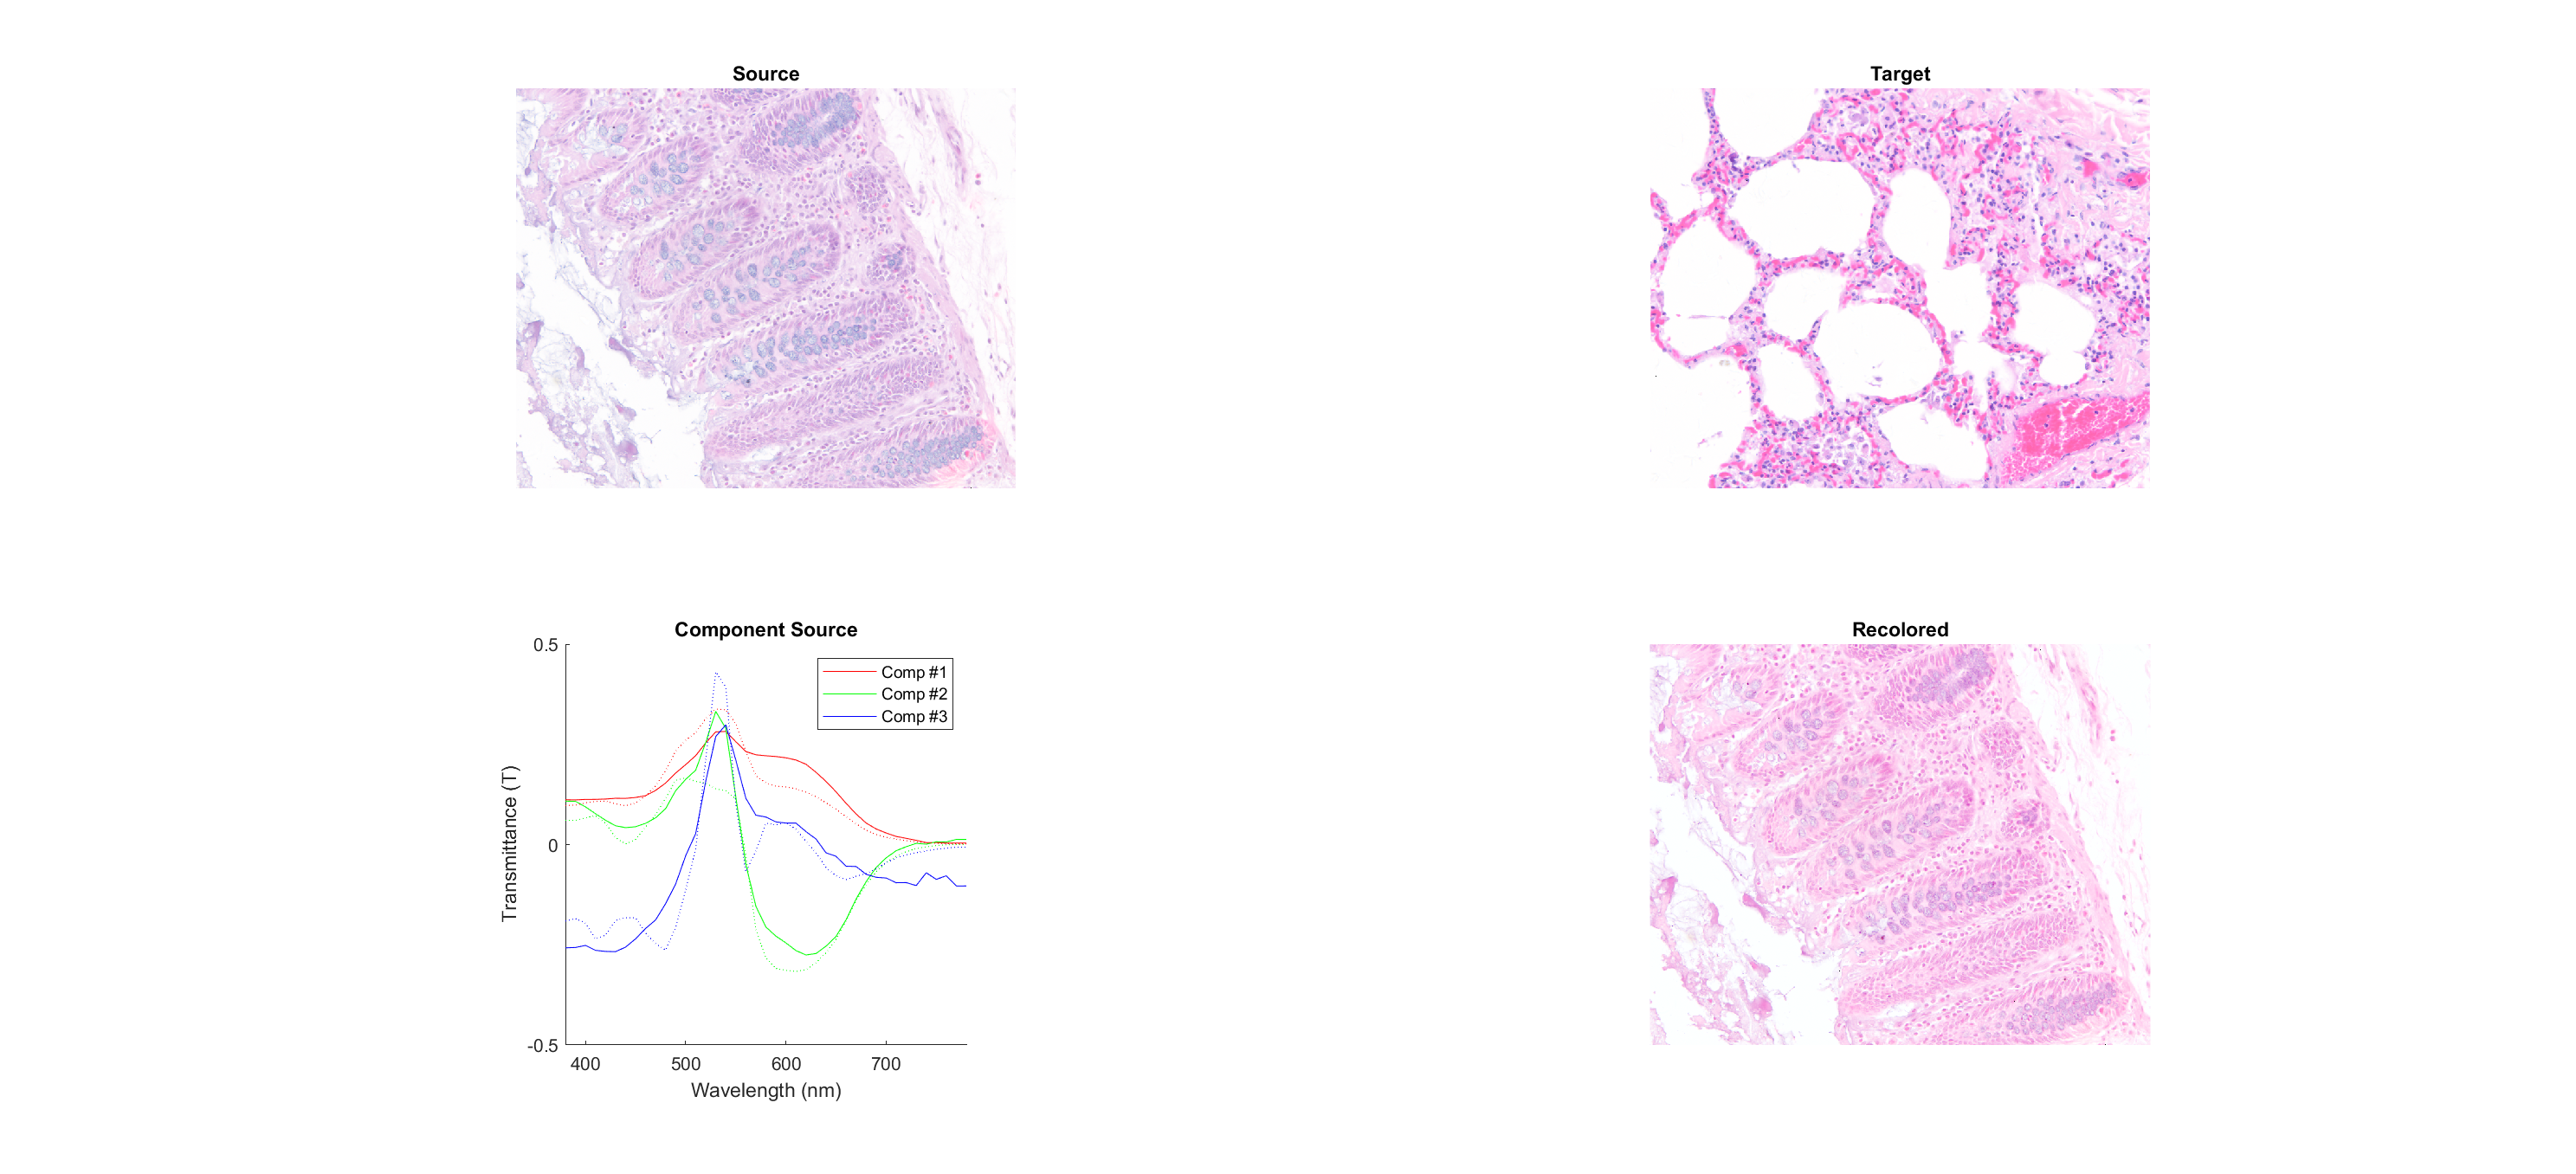 Source
Target
Component Source
Recolored
0.5
0
-0.5
Transmittance (T)
Comp #1
Comp #2
Comp #3
400 500 600 700
Wavelength (nm)